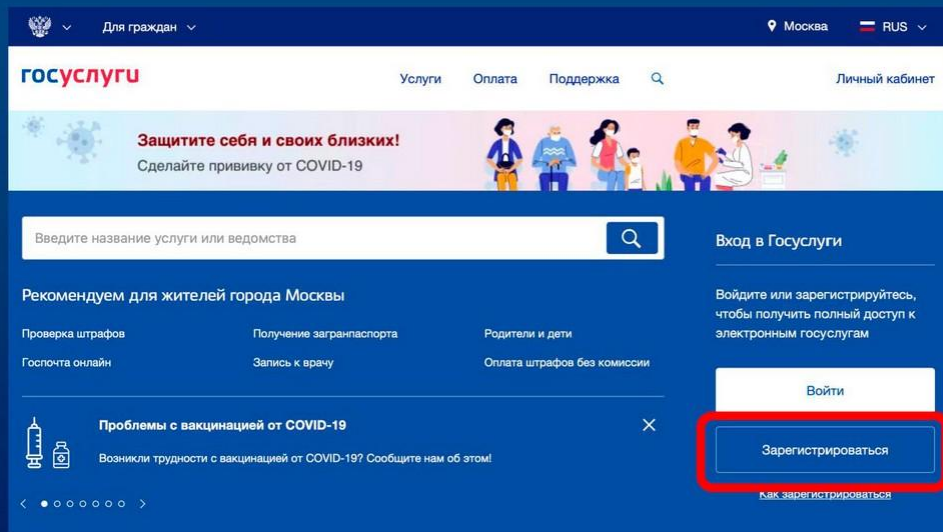 Для граждан
Москва
RUS
госуслуги
Услуги
Оплата
Поддержка
Личный кабинет
Защитите себя и своих близких!
Сделайте прививку от COVID-19
Введите название услуги или ведомства
Рекомендуем для жителей города Москвы
Проверка штрафов
Получение загранпаспорта
Родители и дети
Госпочта онлайн
Запись к врачу
Оплата штрафов без комиссии
Проблемы с вакцинацией от COVID-19
Возникли трудности с вакцинацией от COVID-19? Сообщите нам об этом!
Вход в Госуслуги
Войдите или зарегистрируйтесь,
чтобы получить полный доступ к
электронным госуслугам
Войти
Зарегистрироваться
Как зарегистрироваться